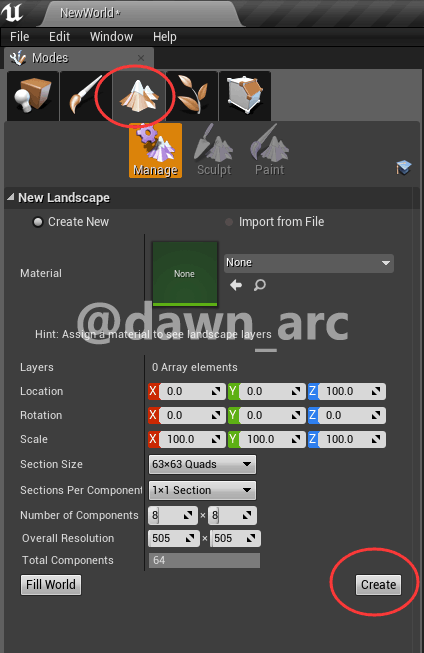 NewWorld*
File Edit Window Help
Modes
Manage Sculpt Paint
New Landscape
Create New Import from File
Material None None
@dawn_arc
Hint: Assign a material to see landscape layers
Layers 0 Array elements
Location X 0.0 Y 0.0 Z 100.0
Rotation X 0.0 Y 0.0 Z 0.0
Scale X 100.0 Y 100.0 Z 100.0
Section Size 63×63 Quads
Sections Per Component 1×1 Section
Number of Components 8 × 8
Overall Resolution 505 × 505
Total Components 64
Fill World Create